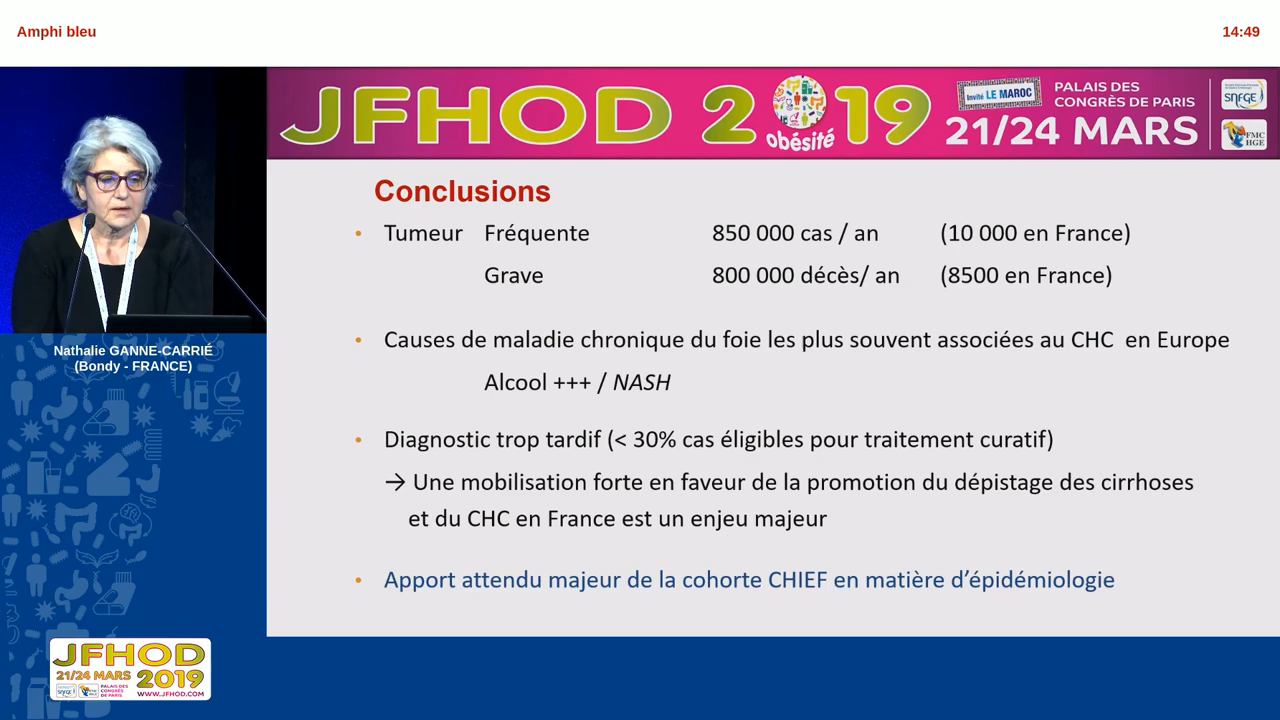 Amphi bleu
14:49
JFHOD 2019
obésité
Invité LE MAROC
PALAIS DES
CONGRÈS DE PARIS
21/24 MARS
SNFGE
FMC
HGE
Conclusions
• Tumeur Fréquente 850 000 cas / an (10 000 en France)
Grave 800 000 décès/ an (8500 en France)
• Causes de maladie chronique du foie les plus souvent associées au CHC en Europe
Alcool +++ / NASH
• Diagnostic trop tardif (< 30% cas éligibles pour traitement curatif)
→ Une mobilisation forte en faveur de la promotion du dépistage des cirrhoses
et du CHC en France est un enjeu majeur
• Apport attendu majeur de la cohorte CHIEF en matière d’épidémiologie
Nathalie GANNE-CARRIÉ
(Bondy - FRANCE)
JFHOD
21/24 MARS 2019
PALAIS DES
CONGRÈS
DE PARIS
WWW.JFHOD.COM